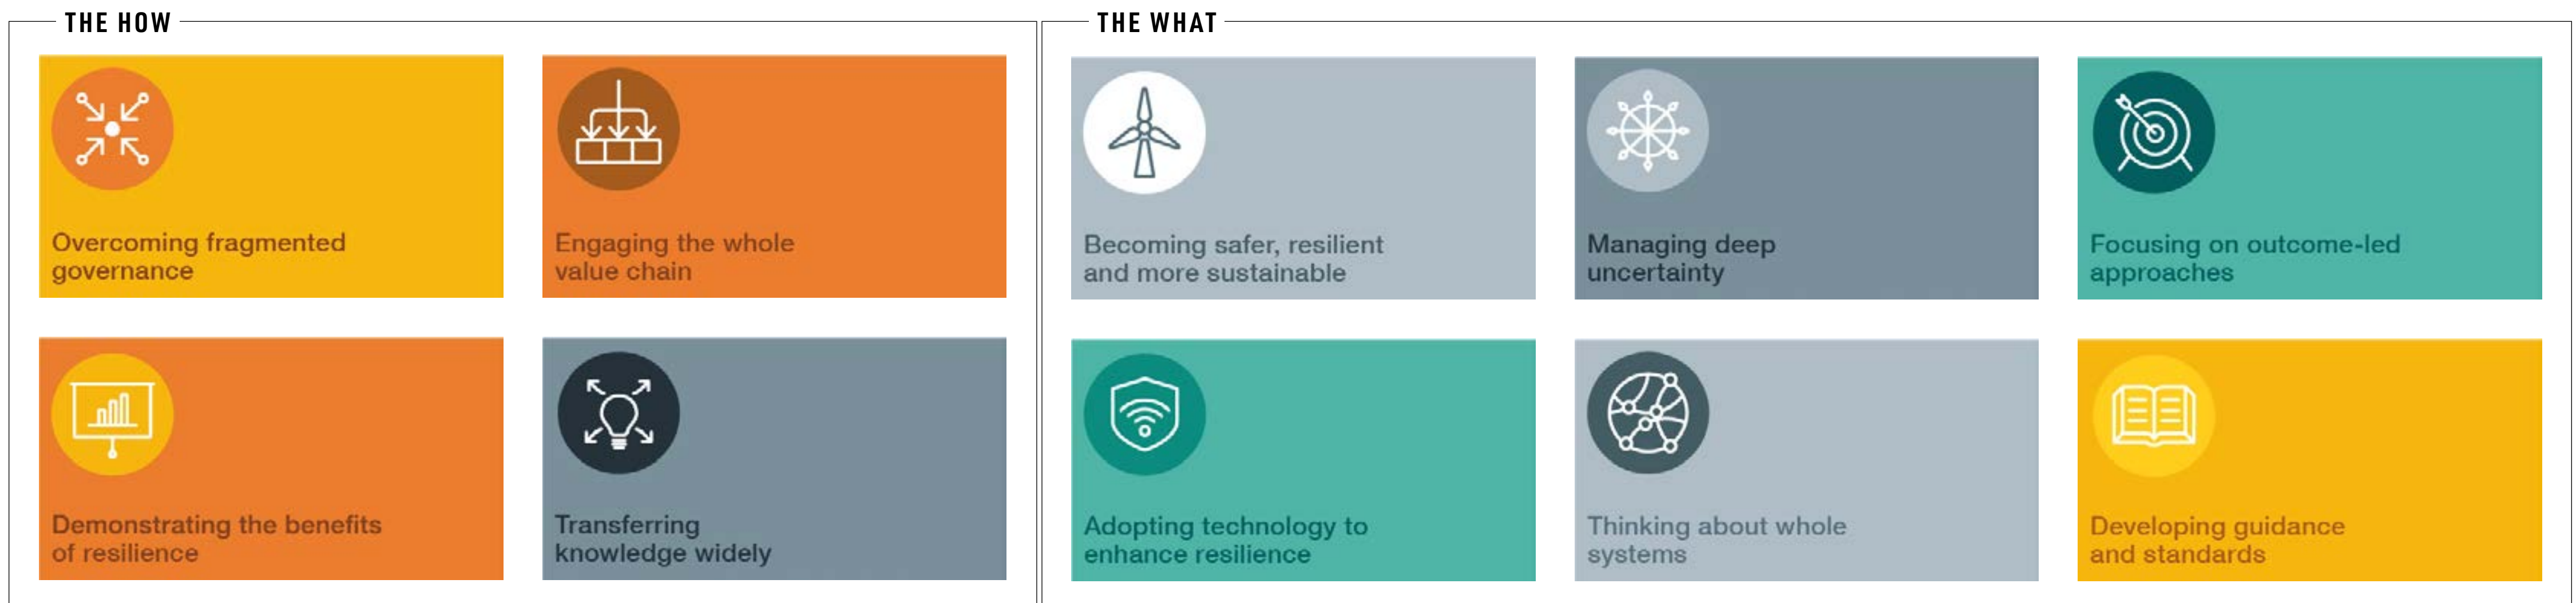 THE HOW
Overcoming fragmented
governance
Engaging the whole
value chain
Demonstrating the benefits
of resilience
Transferring
knowledge widely
THE WHAT
Becoming safer, resilient
and more sustainable
Managing deep
uncertainty
Focusing on outcome-led
approaches
Adopting technology to
enhance resilience
Thinking about whole
systems
Developing guidance
and standards